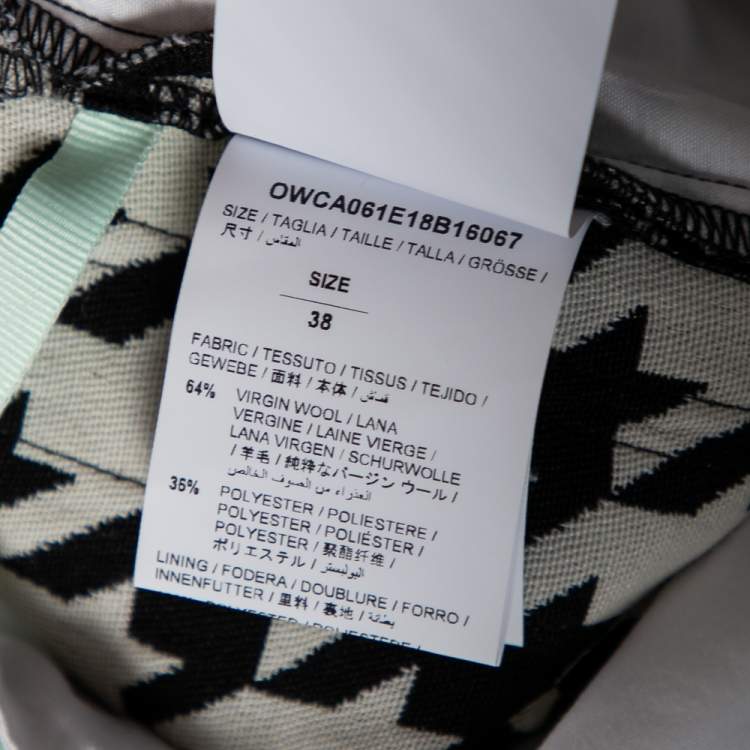 OWCA061E18B16067
SIZE / TAGLIA / TAILLE / TALLA / GRÖSSE /
尺寸 / المقاس
SIZE
38
FABRIC / TESSUTO / TISSUS / TEJIDO /
GEWEBE / 面料 / 本体 / قماش
64% VIRGIN WOOL / LANA
VERGINE / LAINE VIERGE /
LANA VIRGEN / SCHURWOLLE
/ 羊毛 / 純粋なバージン ウール /
العذراء من الصوف الخالص
36% POLYESTER / POLIESTERE /
POLYESTER / POLIÉSTER /
POLYESTER / 聚酯纤维 /
ポリエステル / البوليستر
LINING / FODERA / DOUBLURE / FORRO /
INNENFUTTER / 里料 / 裏地 / بطانة